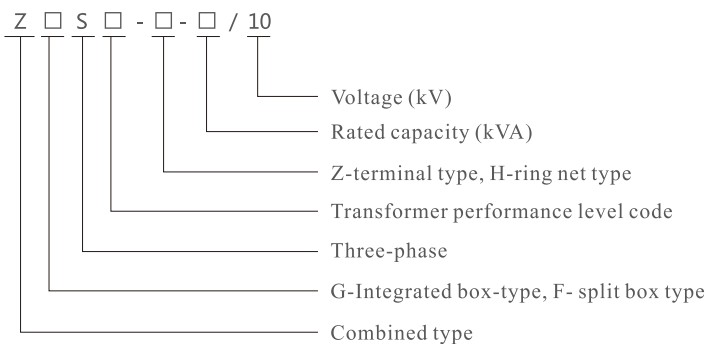 Z □ S □ - □ - □ / 10
Voltage (kV)
Rated capacity (kVA)
Z-terminal type, H-ring net type
Transformer performance level code
Three-phase
G-Integrated box-type, F- split box type
Combined type